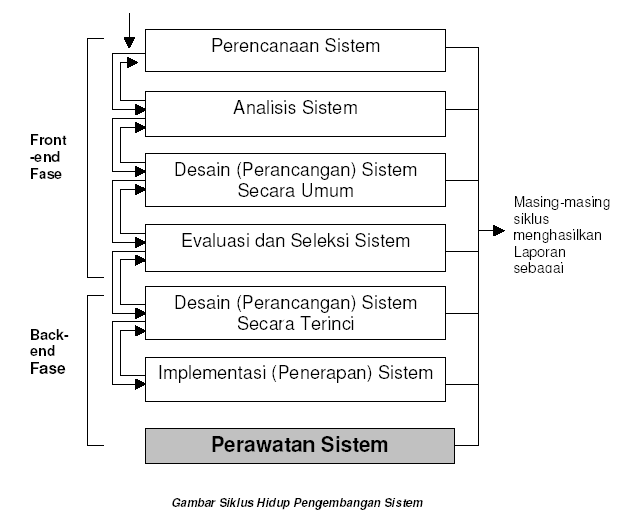 Perencanaan Sistem
Analisis Sistem
Front
-end
Fase
Desain (Perancangan) Sistem
Secara Umum
Masing-masing
siklus
menghasilkan
Laporan
sebagai
Evaluasi dan Seleksi Sistem
Desain (Perancangan) Sistem
Secara Terinci
Back-
end
Fase
Implementasi (Penerapan) Sistem
Perawatan Sistem
Gambar Siklus Hidup Pengembangan Sistem